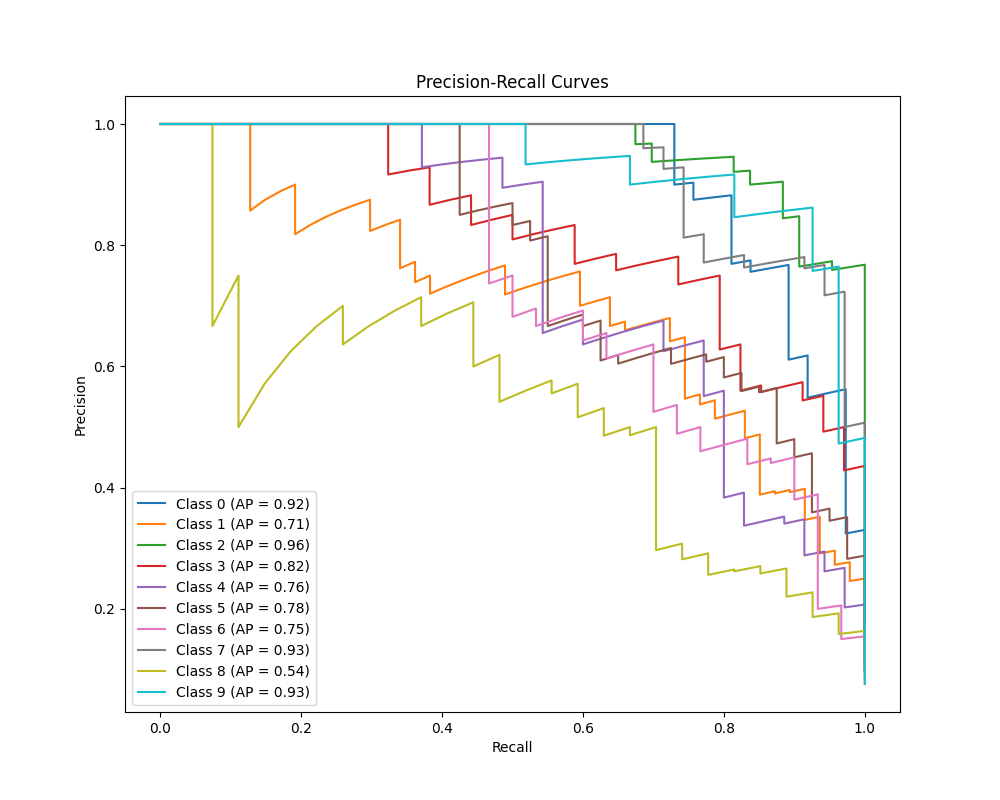 Precision-Recall Curves
1.0
0.8
0.6
0.4
0.2
Precision
Class 0 (AP = 0.92)
Class 1 (AP = 0.71)
Class 2 (AP = 0.96)
Class 3 (AP = 0.82)
Class 4 (AP = 0.76)
Class 5 (AP = 0.78)
Class 6 (AP = 0.75)
Class 7 (AP = 0.93)
Class 8 (AP = 0.54)
Class 9 (AP = 0.93)
0.0 0.2 0.4 0.6 0.8 1.0
Recall